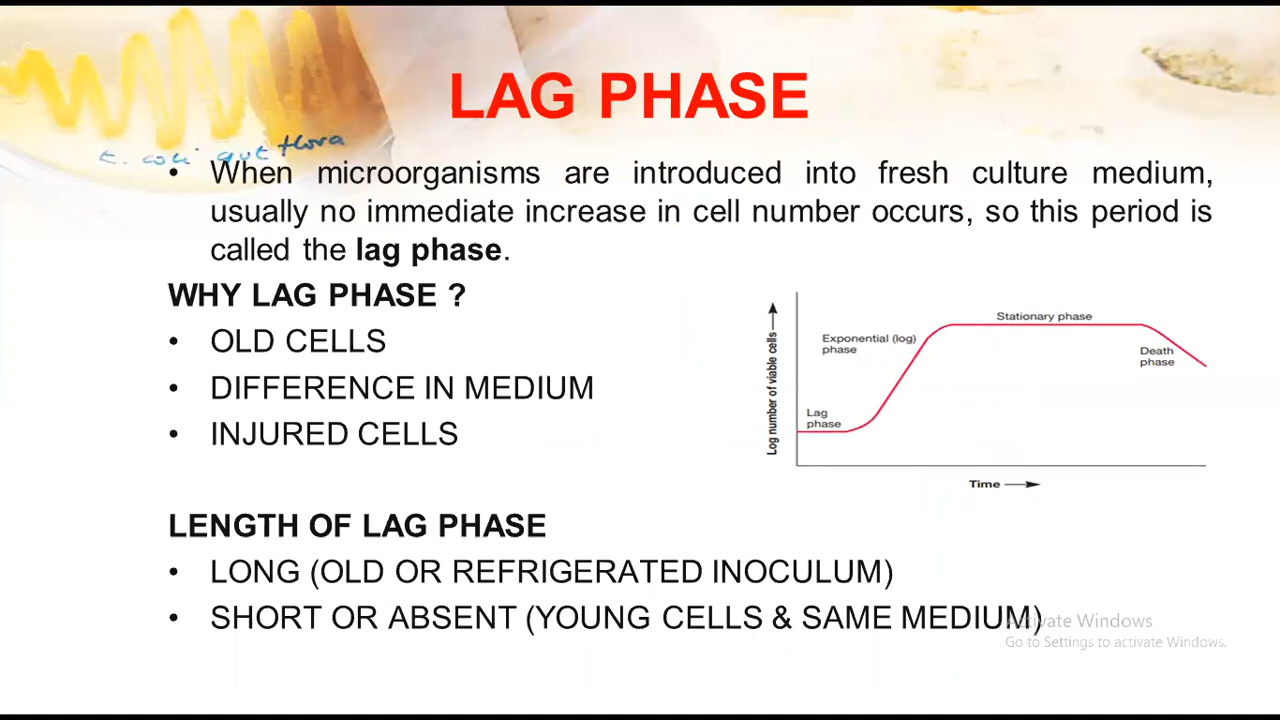 LAG PHASE
E. coli gut flora
• When microorganisms are introduced into fresh culture medium,
usually no immediate increase in cell number occurs, so this period is
called the lag phase.
WHY LAG PHASE ?
• OLD CELLS
• DIFFERENCE IN MEDIUM
• INJURED CELLS
Log number of viable cells
Lag
phase
Exponential (log)
phase
Stationary phase
Death
phase
Time
LENGTH OF LAG PHASE
• LONG (OLD OR REFRIGERATED INOCULUM)
• SHORT OR ABSENT (YOUNG CELLS & SAME MEDIUM)
Activate Windows
Go to Settings to activate Windows.